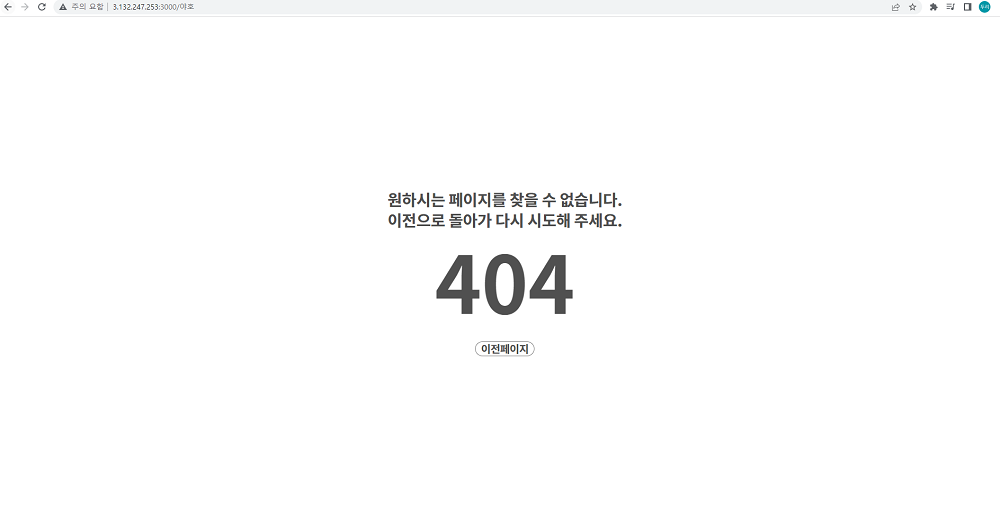 주의 요함 | 3.132.247.253:3000/야호
원하시는 페이지를 찾을 수 없습니다.
이전으로 돌아가 다시 시도해 주세요.
404
이전페이지